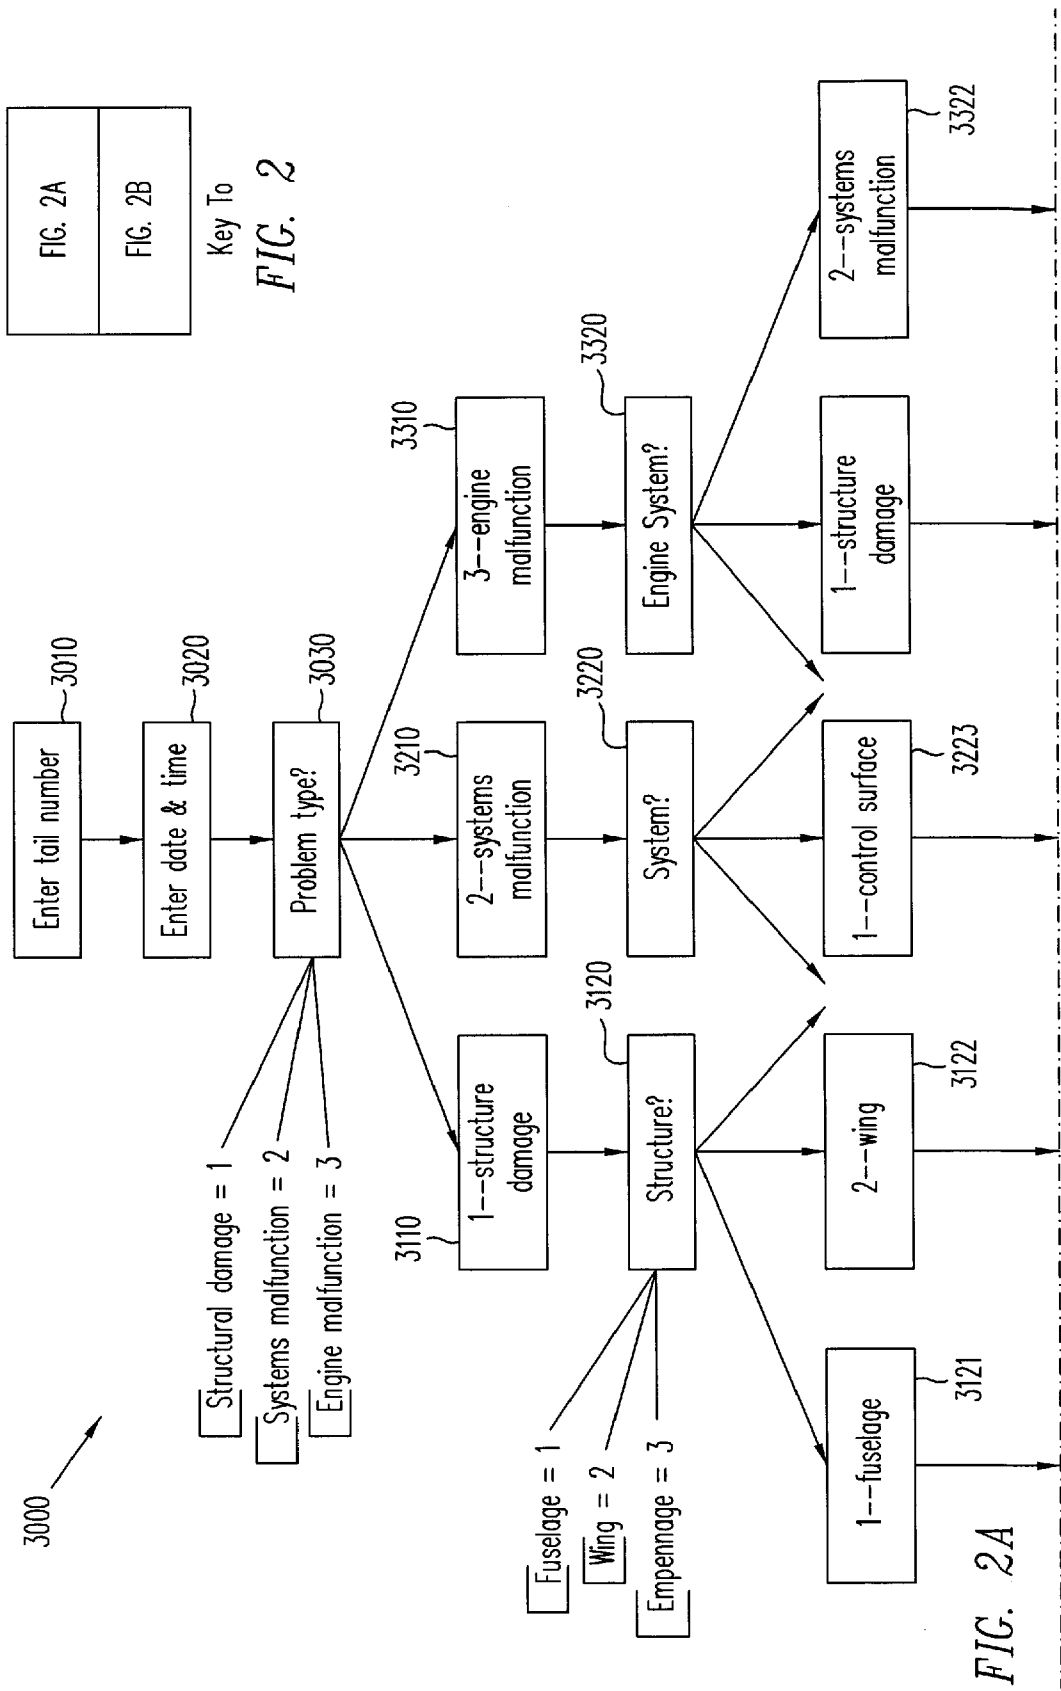 3000
FIG. 2A
FIG. 2B
Key To
FIG. 2
Enter tail number
3010
Enter date & time
3020
Problem type?
3030
Structural damage = 1
Systems malfunction = 2
Engine malfunction = 3
3110
1--structure
damage
3210
2--systems
malfunction
3310
3--engine
malfunction
Fuselage = 1
Wing = 2
Empennage = 3
Structure?
3120
System?
3220
Engine System?
3320
1--fuselage
3121
2--wing
3122
1--control surface
3223
1--structure
damage
2--systems
malfunction
3322
FIG. 2A